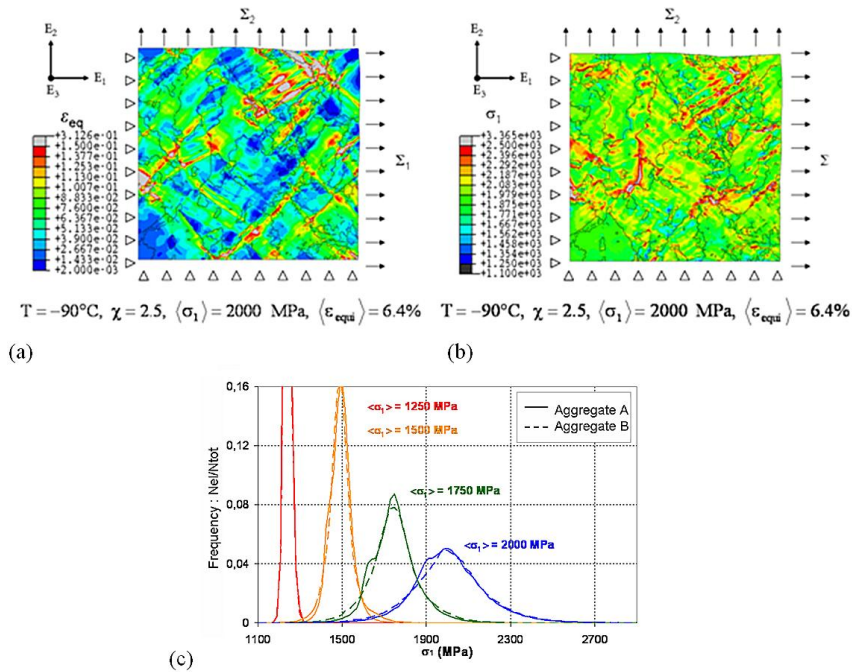 Σ₂
E₂
E₁
E₃
ε_eq
+3.126e-01
+1.500e-01
+1.377e-01
+1.253e-01
+1.130e-01
+1.007e-01
+8.833e-02
+7.600e-02
+6.367e-02
+5.133e-02
+3.900e-02
+2.667e-02
+1.433e-02
+2.000e-03
Σ₁
T = −90°C, χ = 2.5, ⟨σ₁⟩ = 2000 MPa, ⟨ε_equi⟩ = 6.4%
(a)
Σ₂
E₂
E₁
E₃
σ₁
+3.365e+03
+2.500e+03
+2.396e+03
+2.292e+03
+2.187e+03
+2.083e+03
+1.979e+03
+1.875e+03
+1.771e+03
+1.667e+03
+1.562e+03
+1.458e+03
+1.354e+03
+1.250e+03
+1.100e+03
Σ
T = −90°C, χ = 2.5, ⟨σ₁⟩ = 2000 MPa, ⟨ε_equi⟩ = 6.4%
(b)
0,16
0,12
0,08
0,04
0
Frequency : Nel/Ntot
<σ₁> = 1250 MPa
<σ₁> = 1500 MPa
<σ₁> = 1750 MPa
<σ₁> = 2000 MPa
Aggregate A
Aggregate B
1100 1500 1900 2300 2700
σ₁ (MPa)
(c)